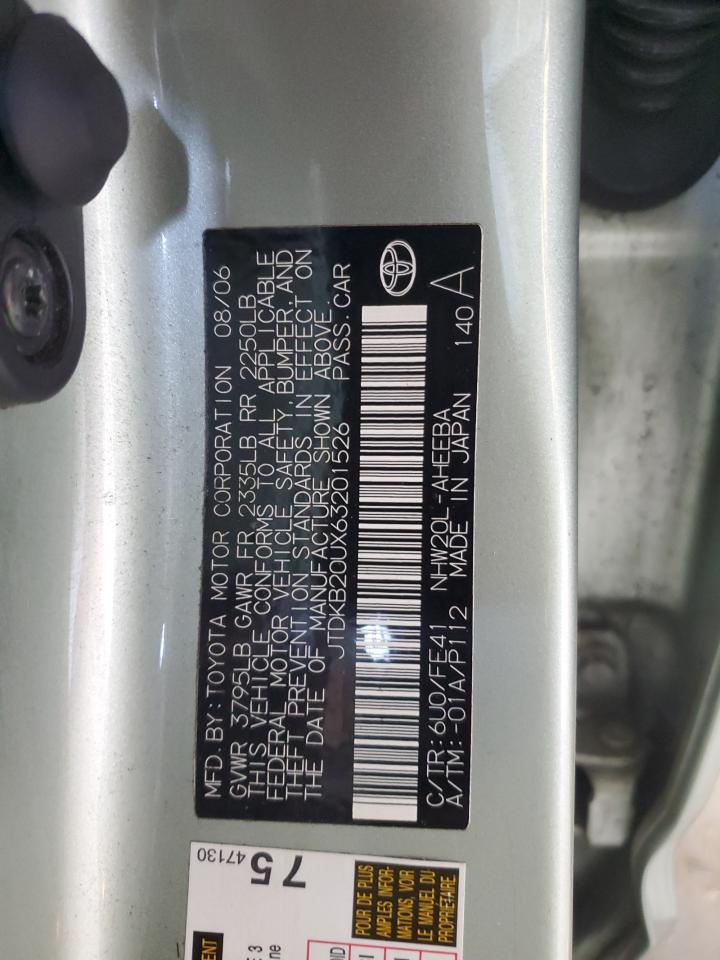 MFD.BY:TOYOTA MOTOR CORPORATION 08/06
GVWR 3795LB GAWR FR 2335LB RR 2250LB
THIS VEHICLE CONFORMS TO ALL APPLICABLE
FEDERAL MOTOR VEHICLE SAFETY, BUMPER, AND
THEFT PREVENTION STANDARDS IN EFFECT ON
THE DATE OF MANUFACTURE SHOWN ABOVE.
JTDKB20UX63201526 PASS.CAR
C/TR:6U0/FE41 NHW20L-AHEEBA 140A
A/TM:-01A/P112 MADE IN JAPAN
75
47130
POUR DE PLUS
AMPLES INFOR-
MATIONS, VOIR
LE MANUEL DU
PROPRIÉTAIRE